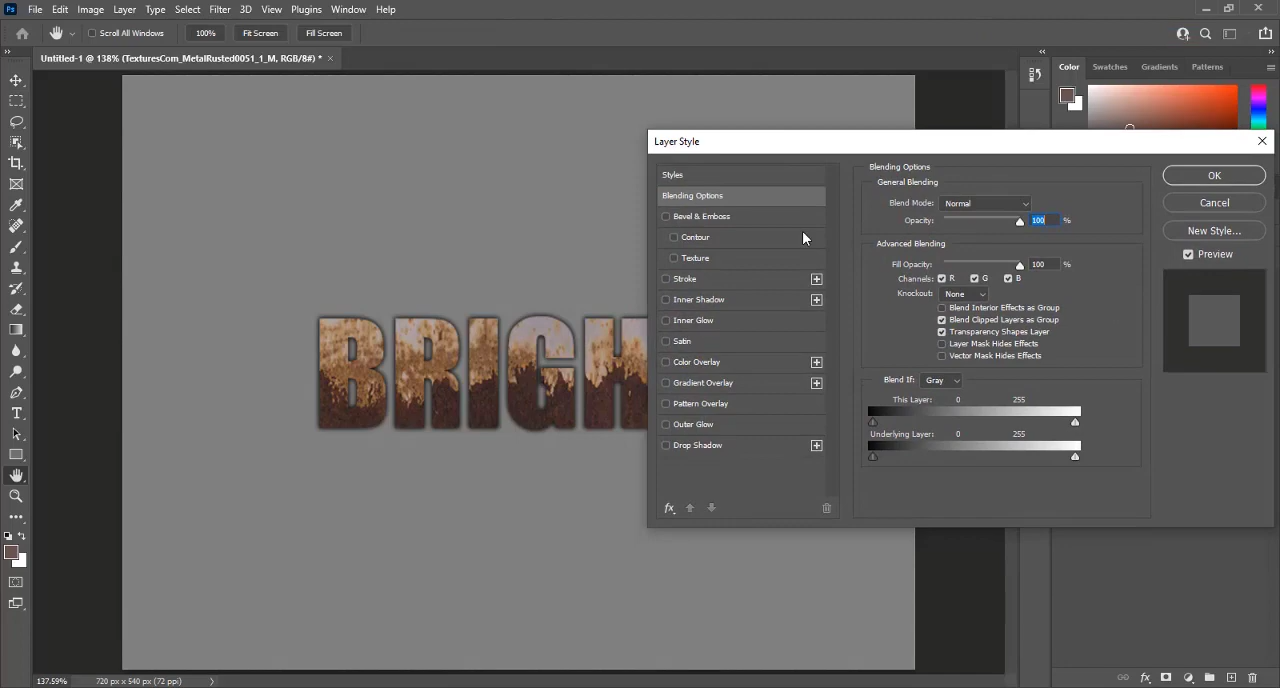 Ps File Edit Image Layer Type Select Filter 3D View Plugins Window Help
Scroll All Windows 100% Fit Screen Fill Screen
Untitled-1 @ 138% (TexturesCom_MetalRusted0051_1_M, RGB/8#) * ×
Color Swatches Gradients Patterns
Layer Style
Styles
Blending Options
Bevel & Emboss
Contour
Texture
Stroke
Inner Shadow
Inner Glow
Satin
Color Overlay
Gradient Overlay
Pattern Overlay
Outer Glow
Drop Shadow
fx
Blending Options
General Blending
Blend Mode: Normal
Opacity: 100 %
Advanced Blending
Fill Opacity: 100 %
Channels: R G B
Knockout: None
Blend Interior Effects as Group
Blend Clipped Layers as Group
Transparency Shapes Layer
Layer Mask Hides Effects
Vector Mask Hides Effects
Blend If: Gray
This Layer: 0 255
Underlying Layer: 0 255
OK
Cancel
New Style...
Preview
BRIGH
137.59% 720 px x 540 px (72 ppi)
fx